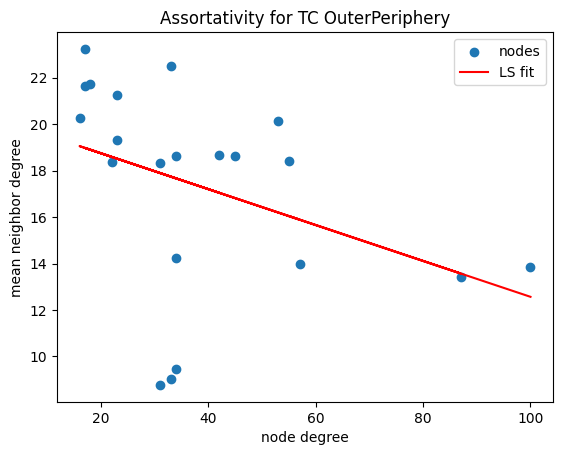 Assortativity for TC OuterPeriphery
nodes
LS fit
22
20
18
16
14
12
10
mean neighbor degree
20
40
60
80
100
node degree